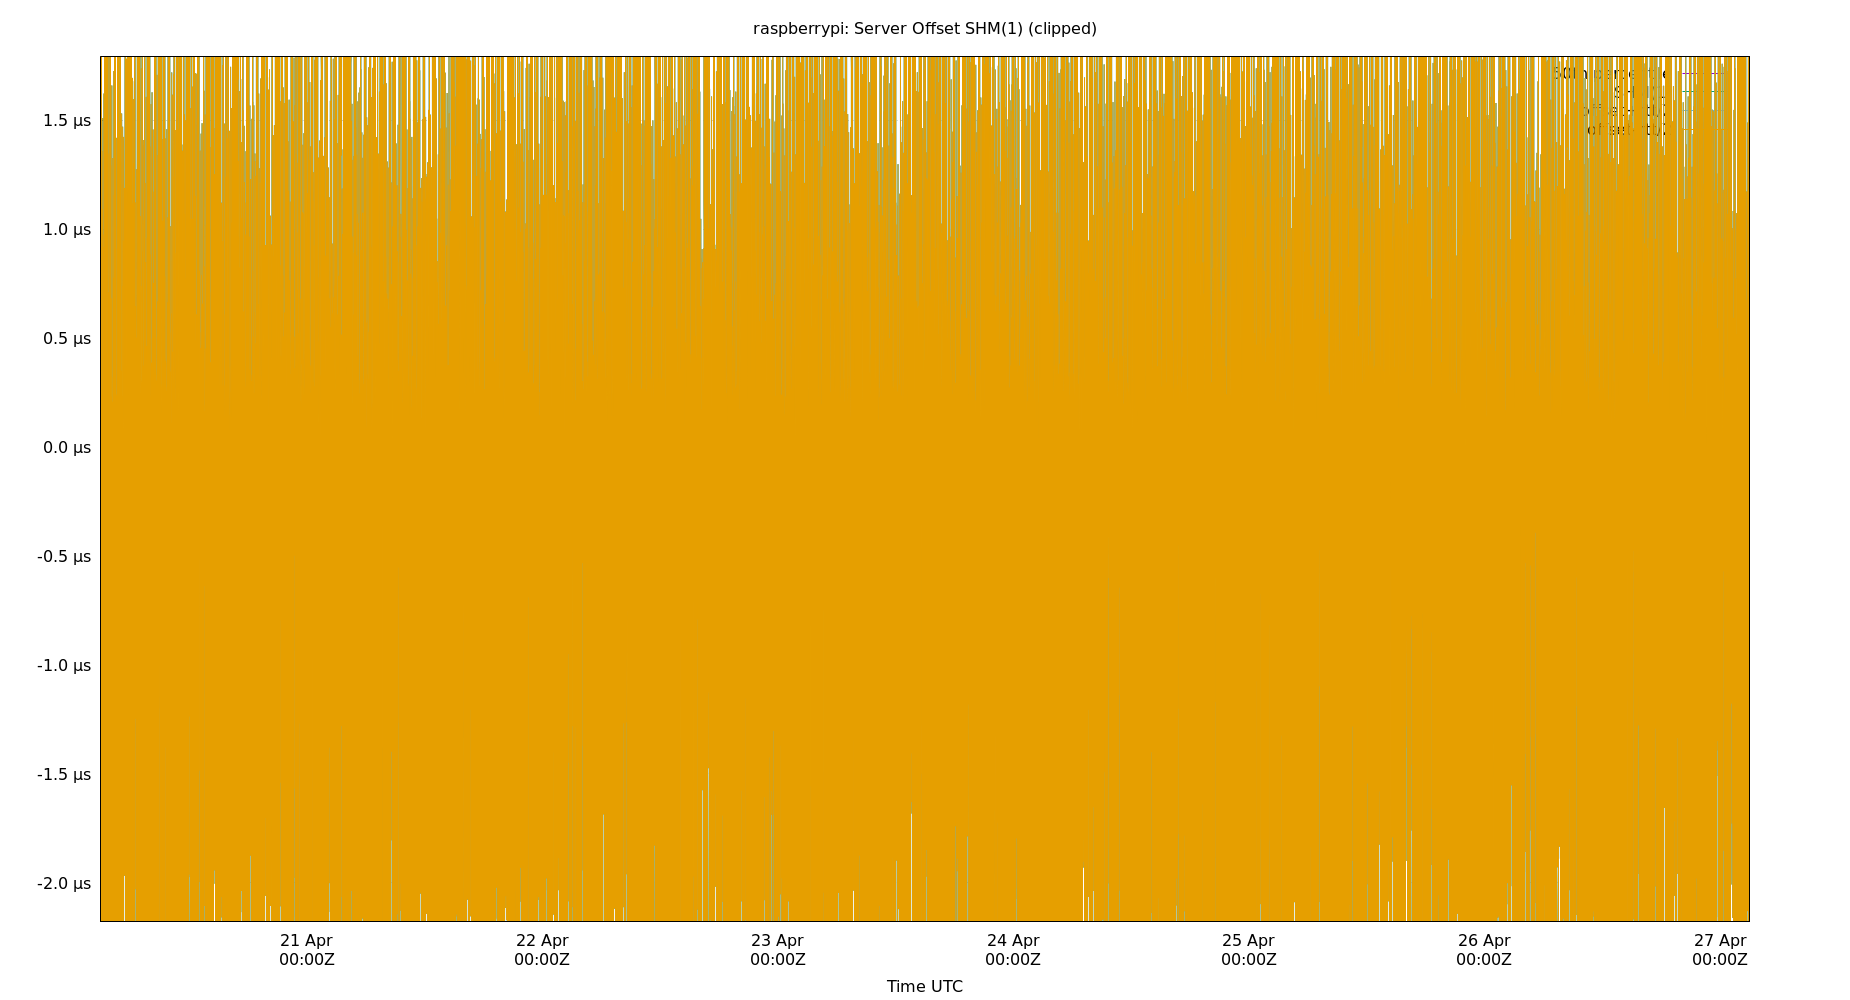 raspberrypi: Server Offset SHM(1) (clipped)
1.5 µs
1.0 µs
0.5 µs
0.0 µs
-0.5 µs
-1.0 µs
-1.5 µs
-2.0 µs
21 Apr 22 Apr 23 Apr 24 Apr 25 Apr 26 Apr 27 Apr
00:00Z 00:00Z 00:00Z 00:00Z 00:00Z 00:00Z 00:00Z
Time UTC